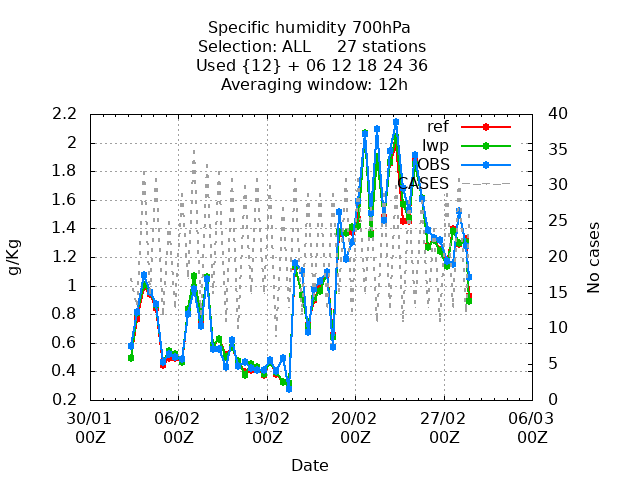 Specific humidity 700hPa
Selection: ALL 27 stations
Used {12} + 06 12 18 24 36
Averaging window: 12h
2.2
2
1.8
1.6
1.4
1.2
1
0.8
0.6
0.4
0.2
g/Kg
40
35
30
25
20
15
10
5
0
No cases
ref
lwp
OBS
CASES
30/01 06/02 13/02 20/02 27/02 06/03
00Z 00Z 00Z 00Z 00Z 00Z
Date